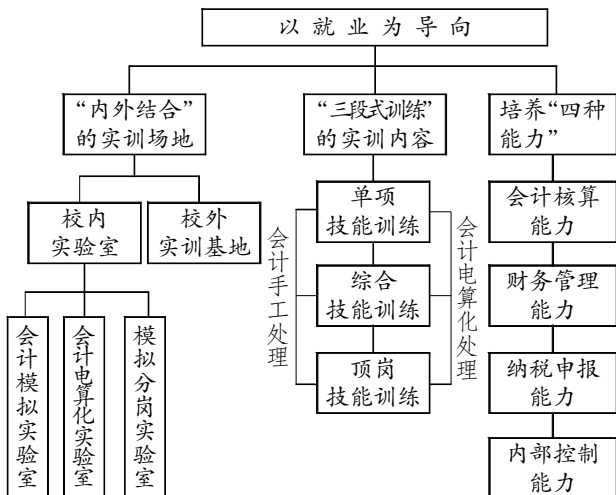 以就业为导向
“内外结合”
的实训场地
“三段式训练”
的实训内容
培养“四种
能力”
校内
实验室
校外
实训基地
会计模拟实验室
会计电算化实验室
模拟分岗实验室
会计手工处理
单项
技能训练
综合
技能训练
顶岗
技能训练
会计电算化处理
会计核算
能力
财务管理
能力
纳税申报
能力
内部控制
能力